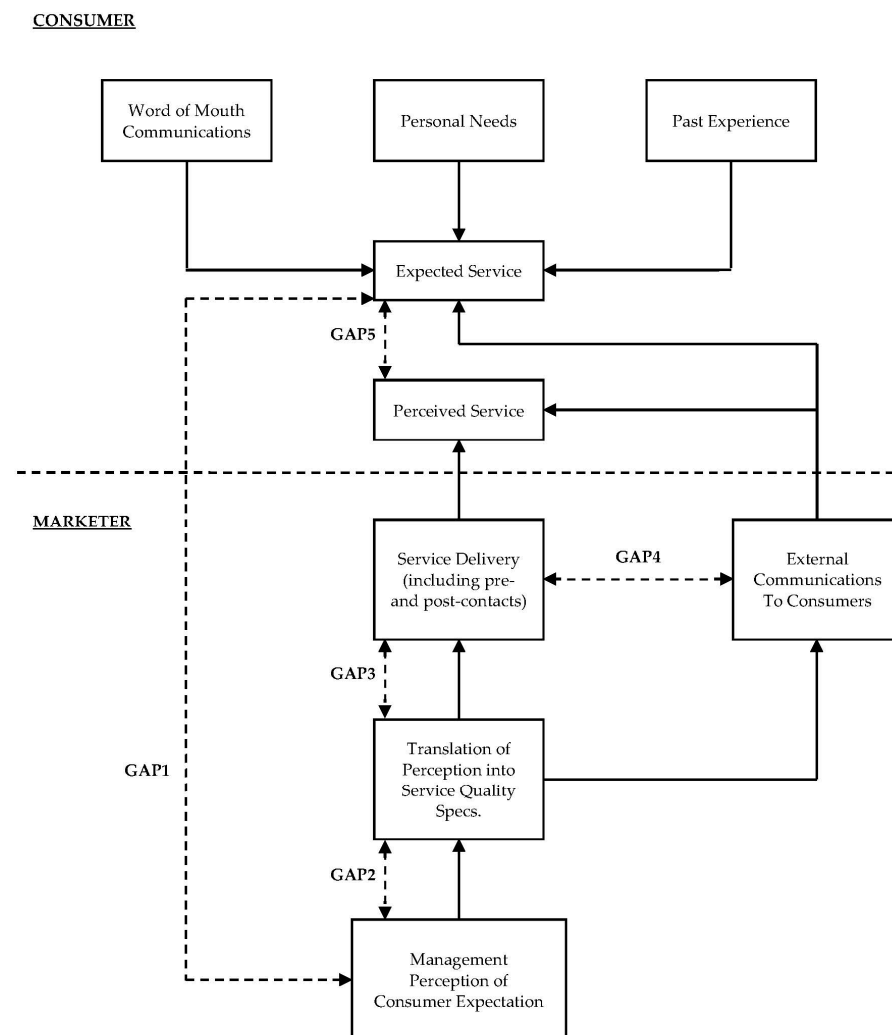 CONSUMER
Word of Mouth
Communications
Personal Needs
Past Experience
Expected Service
GAP5
Perceived Service
MARKETER
Service Delivery
(including pre-
and post-contacts)
GAP4
External
Communications
To Consumers
GAP3
Translation of
Perception into
Service Quality
Specs.
GAP1
GAP2
Management
Perception of
Consumer Expectation